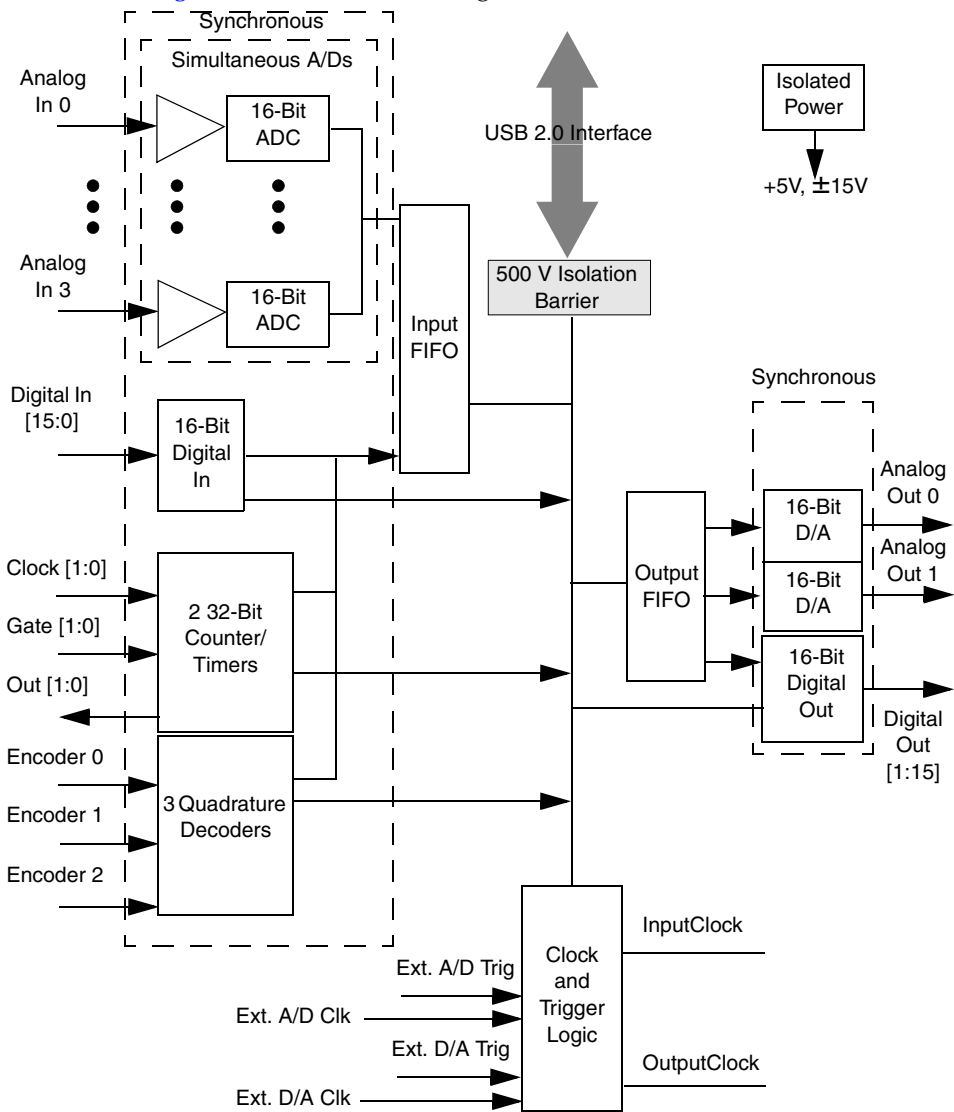 Synchronous
Simultaneous A/Ds
Analog
In 0
16-Bit
ADC
USB 2.0 Interface
Isolated
Power
+5V, ±15V
Analog
In 3
16-Bit
ADC
500 V Isolation
Barrier
Input
FIFO
Synchronous
Digital In
[15:0]
16-Bit
Digital
In
16-Bit
D/A
Analog
Out 0
Clock [1:0]
Gate [1:0]
Out [1:0]
2 32-Bit
Counter/
Timers
Output
FIFO
16-Bit
D/A
Analog
Out 1
16-Bit
Digital
Out
Digital
Out
[1:15]
Encoder 0
Encoder 1
Encoder 2
3 Quadrature
Decoders
Ext. A/D Trig
Ext. A/D Clk
Ext. D/A Trig
Ext. D/A Clk
Clock
and
Trigger
Logic
InputClock
OutputClock